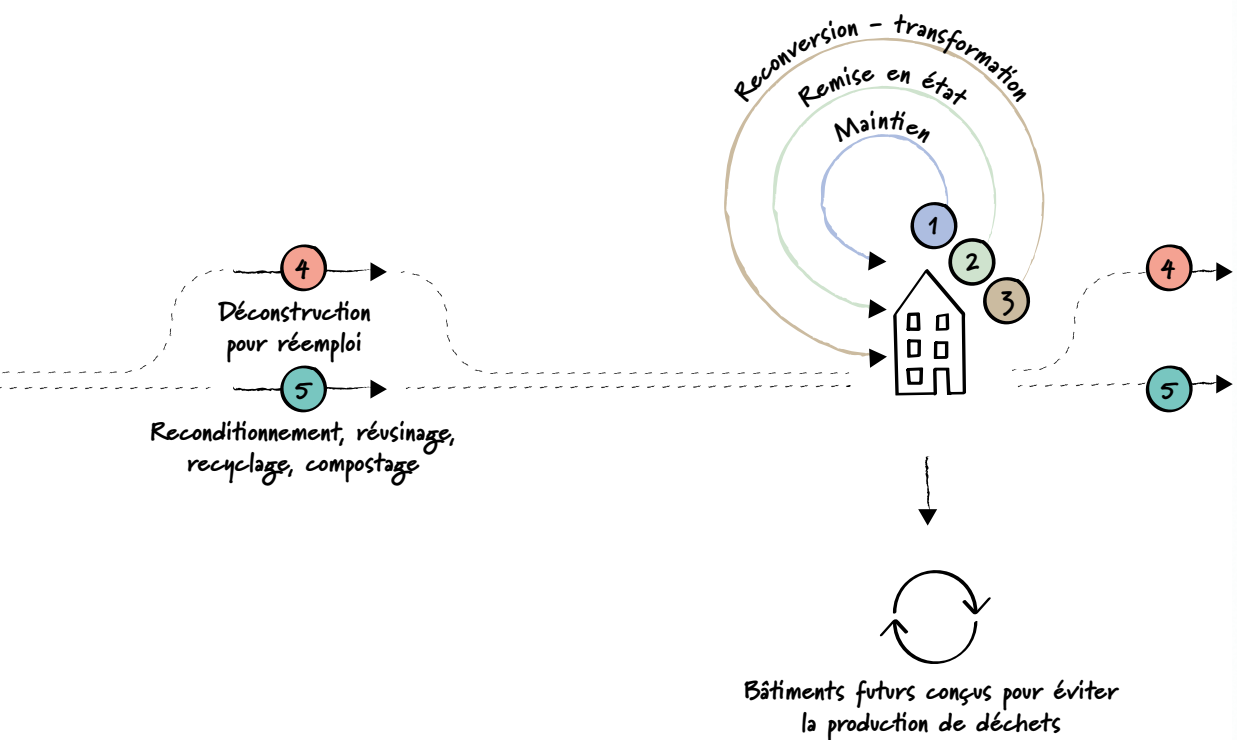 Reconversion – transformation
Remise en état
Maintien
1
2
3
4
Déconstruction
pour réemploi
5
Reconditionnement, réusinage,
recyclage, compostage
4
5
Bâtiments futurs conçus pour éviter
la production de déchets